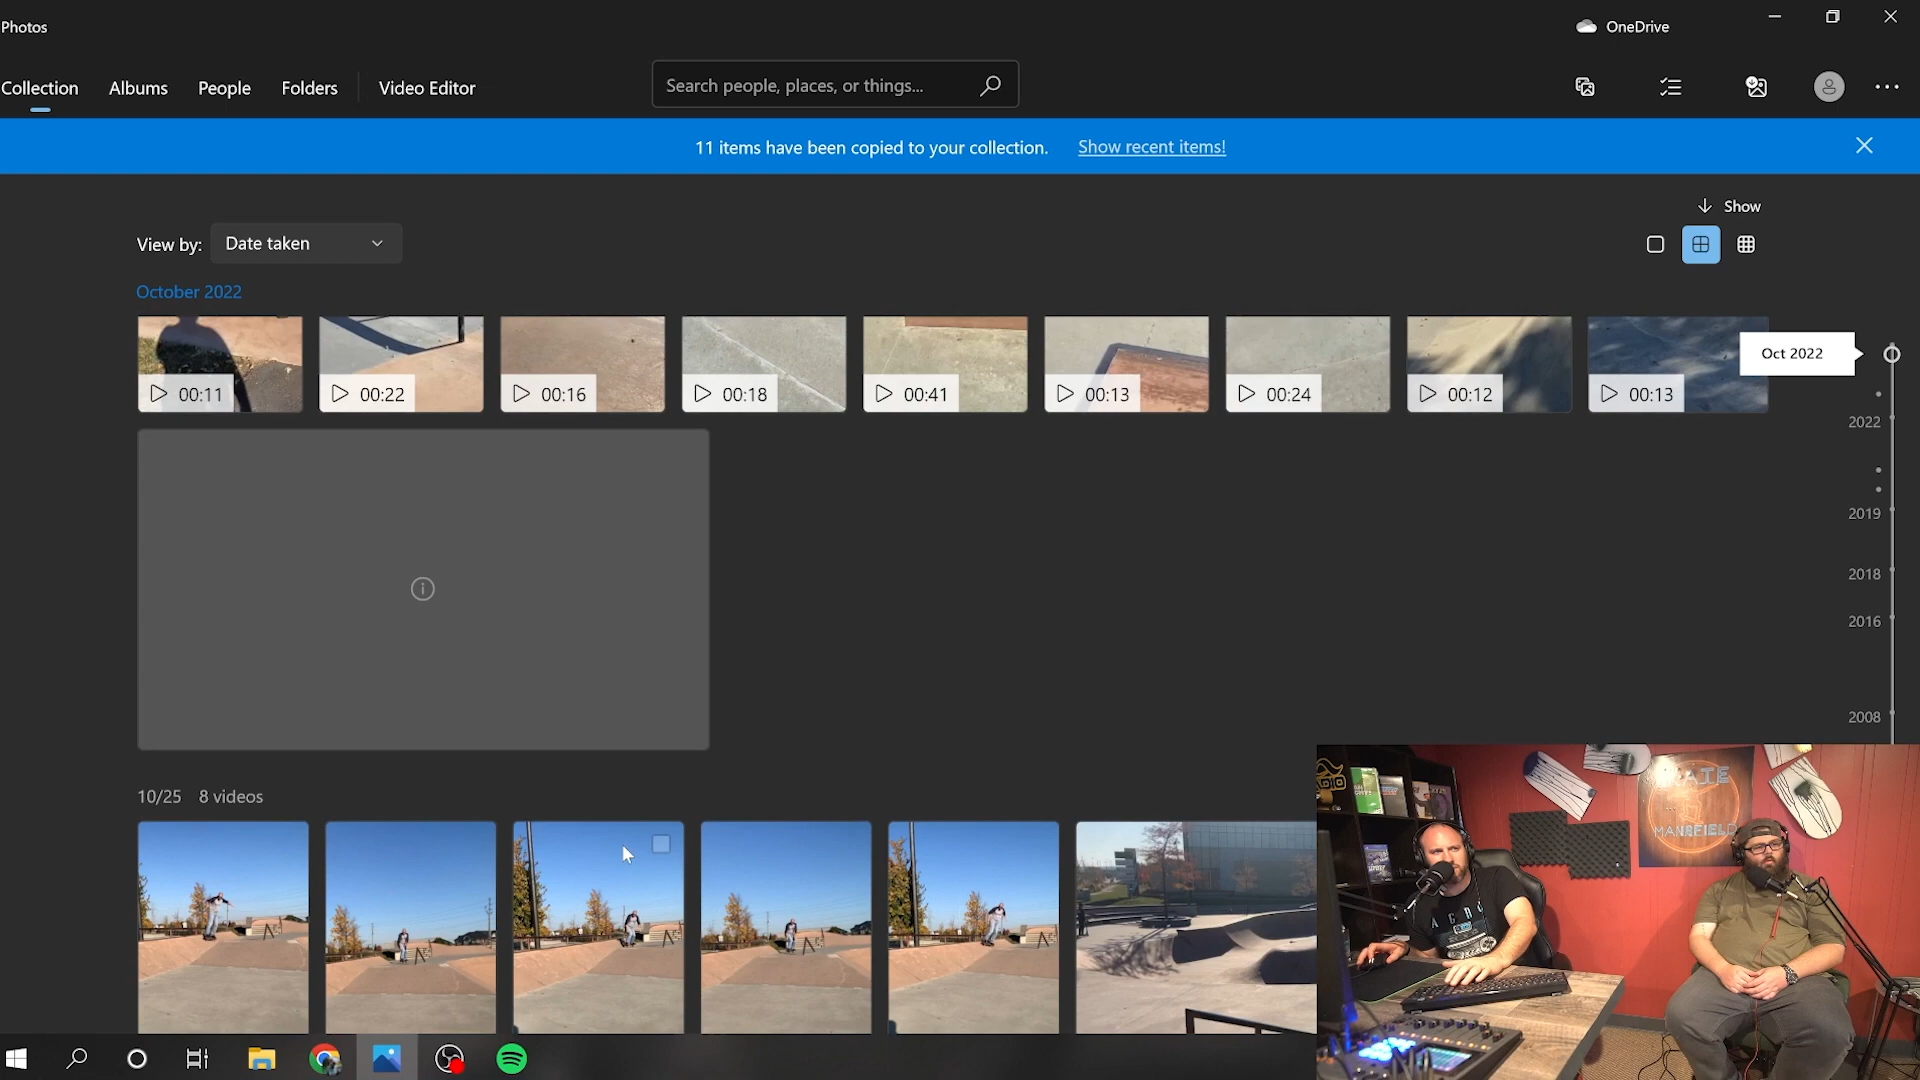 Photos
OneDrive
Collection Albums People Folders Video Editor
Search people, places, or things...
11 items have been copied to your collection. Show recent items!
Show
View by: Date taken
October 2022
00:11 00:22 00:16 00:18 00:41 00:13 00:24 00:12 00:13
Oct 2022
2022
2019
2018
2016
2008
10/25 8 videos
MANSFIELD